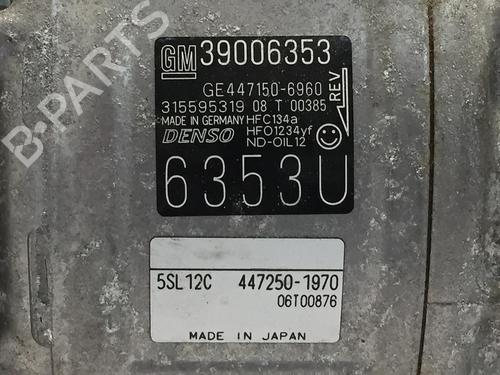 GM 39006353
GE447150-6960
315595319 08 T 00385
MADE IN GERMANY HFC134a
DENSO HFO1234yf
ND-OIL12
REV
6353U
5SL12C 447250-1970
06T00876
MADE IN JAPAN
B-PARTS